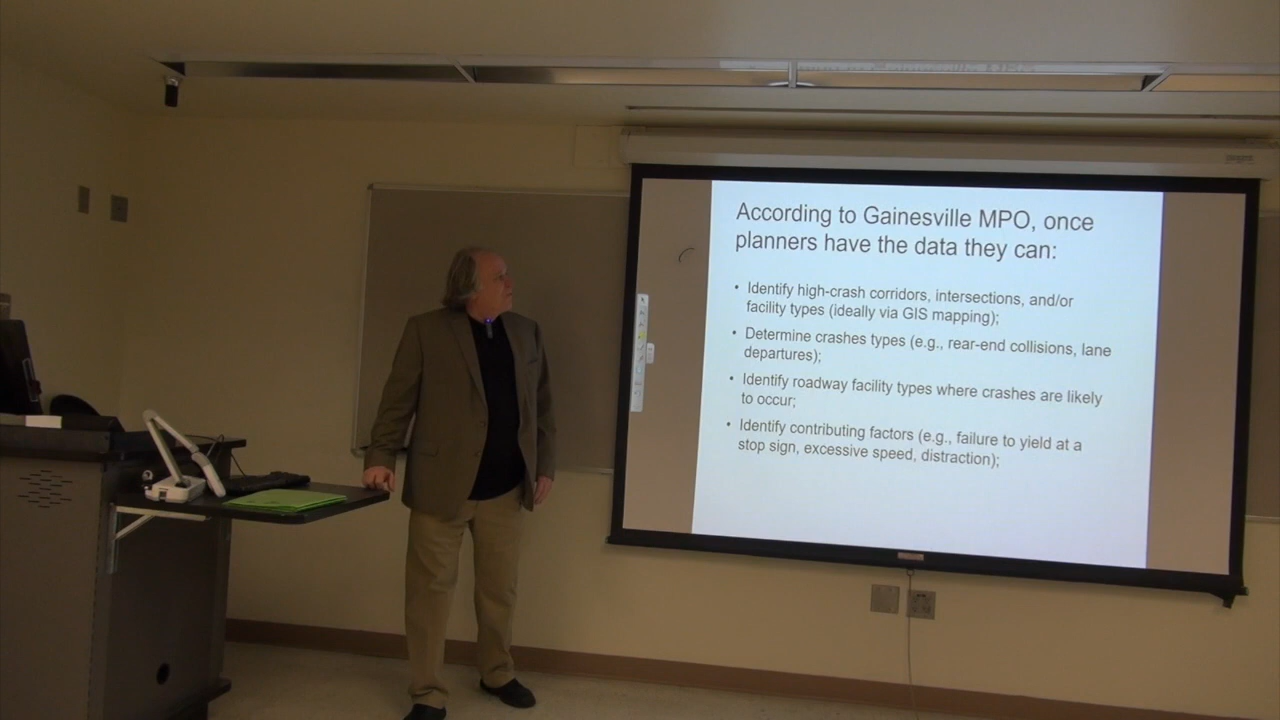 According to Gainesville MPO, once
planners have the data they can:
• Identify high-crash corridors, intersections, and/or
facility types (ideally via GIS mapping);
• Determine crashes types (e.g., rear-end collisions, lane
departures);
• Identify roadway facility types where crashes are likely
to occur;
• Identify contributing factors (e.g., failure to yield at a
stop sign, excessive speed, distraction);